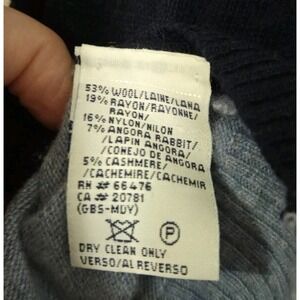 53% WOOL/LAINE/LANA
19% RAYON/RAYONNE/
RAYON/
16% NYLON/NILON
7% ANGORA RABBIT/
/LAPIN ANGORA/
/CONEJO DE ANGORA
5% CASHMERE/
/CACHEMIRE/CACHEMIR
RN # 66476
CA # 20781
(GBS-MDY)
P
DRY CLEAN ONLY
VERSO/AL REVERSO